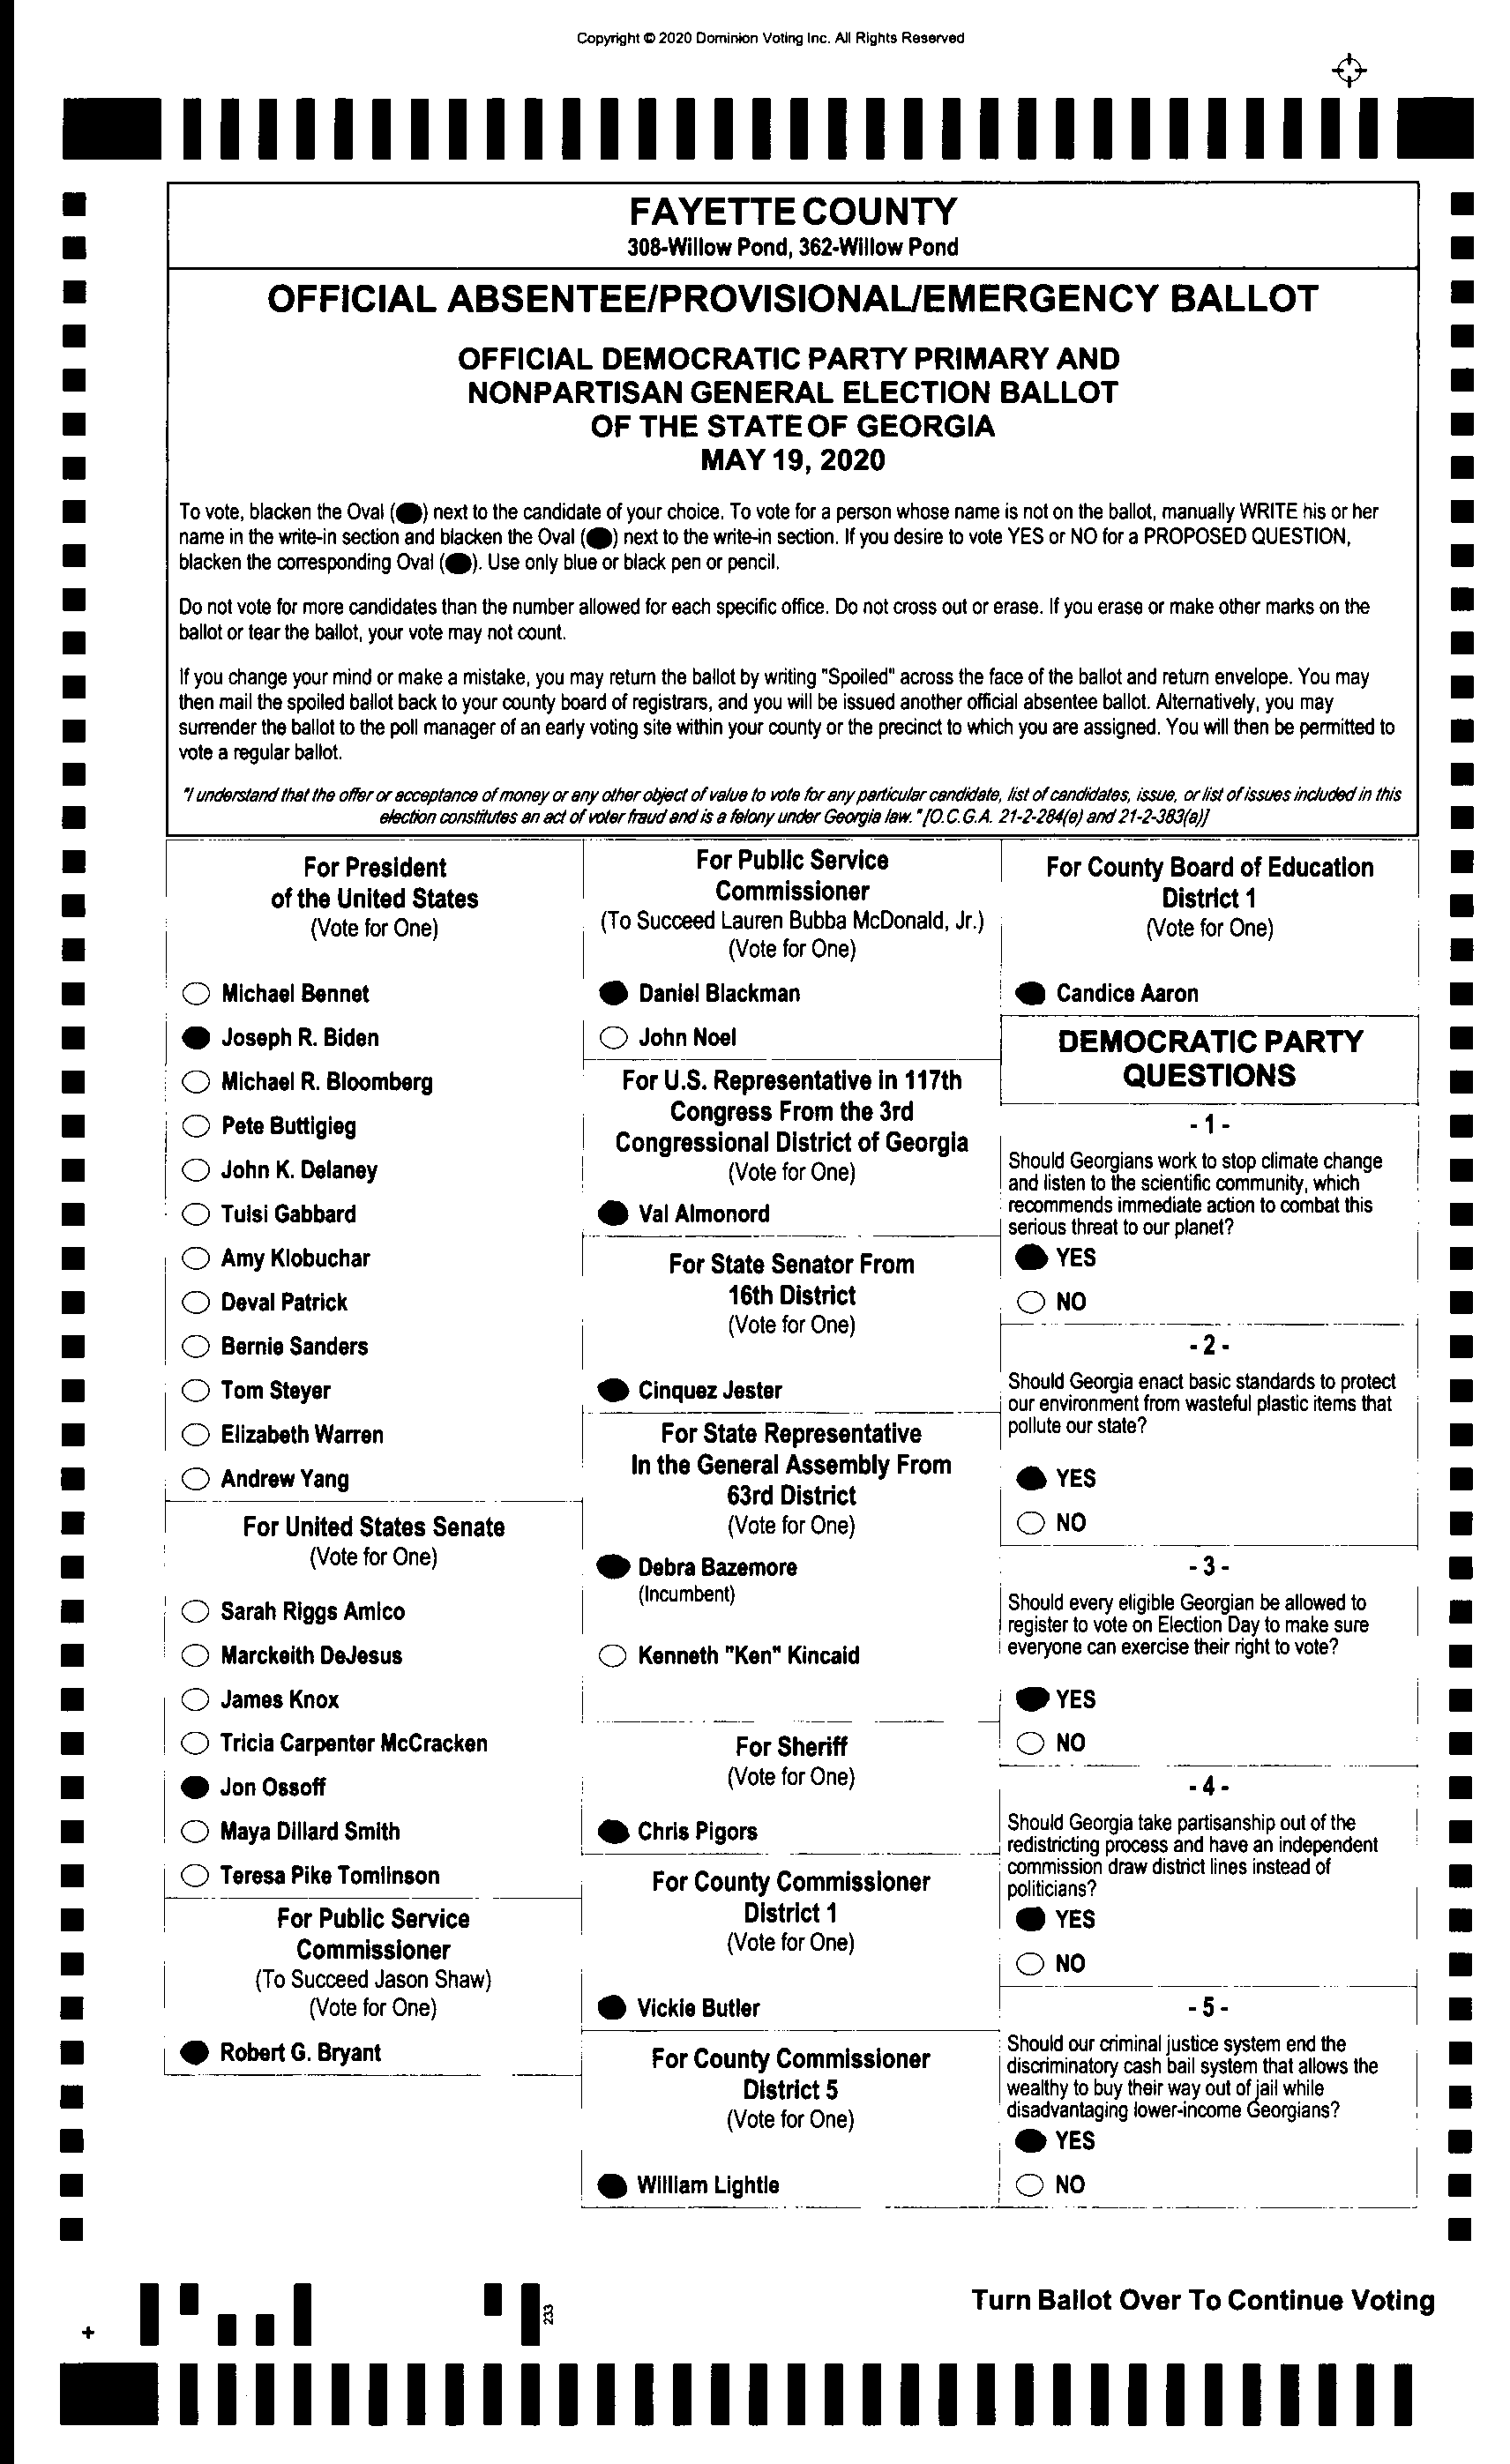 Copyright © 2020 Dominion Voting Inc. All Rights Reserved
FAYETTE COUNTY
308-Willow Pond, 362-Willow Pond
OFFICIAL ABSENTEE/PROVISIONAL/EMERGENCY BALLOT
OFFICIAL DEMOCRATIC PARTY PRIMARY AND
NONPARTISAN GENERAL ELECTION BALLOT
OF THE STATE OF GEORGIA
MAY 19, 2020
To vote, blacken the Oval (●) next to the candidate of your choice. To vote for a person whose name is not on the ballot, manually WRITE his or her
name in the write-in section and blacken the Oval (●) next to the write-in section. If you desire to vote YES or NO for a PROPOSED QUESTION,
blacken the corresponding Oval (●). Use only blue or black pen or pencil.
Do not vote for more candidates than the number allowed for each specific office. Do not cross out or erase. If you erase or make other marks on the
ballot or tear the ballot, your vote may not count.
If you change your mind or make a mistake, you may return the ballot by writing "Spoiled" across the face of the ballot and return envelope. You may
then mail the spoiled ballot back to your county board of registrars, and you will be issued another official absentee ballot. Alternatively, you may
surrender the ballot to the poll manager of an early voting site within your county or the precinct to which you are assigned. You will then be permitted to
vote a regular ballot.
"I understand that the offer or acceptance of money or any other object of value to vote for any particular candidate, list of candidates, issue, or list of issues included in this
election constitutes an act of voter fraud and is a felony under Georgia law." [O.C.G.A. 21-2-284(e) and 21-2-383(a)]
For President
of the United States
(Vote for One)
Michael Bennet
Joseph R. Biden
Michael R. Bloomberg
Pete Buttigieg
John K. Delaney
Tulsi Gabbard
Amy Klobuchar
Deval Patrick
Bernie Sanders
Tom Steyer
Elizabeth Warren
Andrew Yang
For United States Senate
(Vote for One)
Sarah Riggs Amico
Marckeith DeJesus
James Knox
Tricia Carpenter McCracken
Jon Ossoff
Maya Dillard Smith
Teresa Pike Tomlinson
For Public Service
Commissioner
(To Succeed Jason Shaw)
(Vote for One)
Robert G. Bryant
For Public Service
Commissioner
(To Succeed Lauren Bubba McDonald, Jr.)
(Vote for One)
Daniel Blackman
John Noel
For U.S. Representative in 117th
Congress From the 3rd
Congressional District of Georgia
(Vote for One)
Val Almonord
For State Senator From
16th District
(Vote for One)
Cinquez Jester
For State Representative
In the General Assembly From
63rd District
(Vote for One)
Debra Bazemore
(Incumbent)
Kenneth "Ken" Kincaid
For Sheriff
(Vote for One)
Chris Pigors
For County Commissioner
District 1
(Vote for One)
Vickie Butler
For County Commissioner
District 5
(Vote for One)
William Lightle
For County Board of Education
District 1
(Vote for One)
Candice Aaron
DEMOCRATIC PARTY
QUESTIONS
- 1 -
Should Georgians work to stop climate change
and listen to the scientific community, which
recommends immediate action to combat this
serious threat to our planet?
YES
NO
- 2 -
Should Georgia enact basic standards to protect
our environment from wasteful plastic items that
pollute our state?
YES
NO
- 3 -
Should every eligible Georgian be allowed to
register to vote on Election Day to make sure
everyone can exercise their right to vote?
YES
NO
- 4 -
Should Georgia take partisanship out of the
redistricting process and have an independent
commission draw district lines instead of
politicians?
YES
NO
- 5 -
Should our criminal justice system end the
discriminatory cash bail system that allows the
wealthy to buy their way out of jail while
disadvantaging lower-income Georgians?
YES
NO
233
Turn Ballot Over To Continue Voting